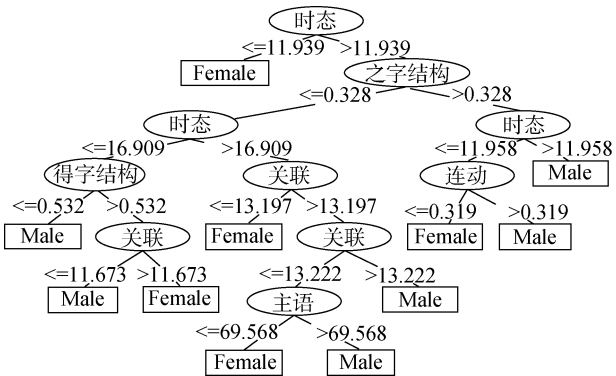 时态
<=11.939 >11.939
Female 之字结构
<=0.328 >0.328
时态 时态
<=16.909 >16.909 <=11.958 >11.958
得字结构 关联 连动 Male
<=0.532 >0.532 <=13.197 >13.197 <=0.319 >0.319
Male 关联 Female 关联 Female Male
<=11.673 >11.673 <=13.222 >13.222
Male Female 主语 Male
<=69.568 >69.568
Female Male